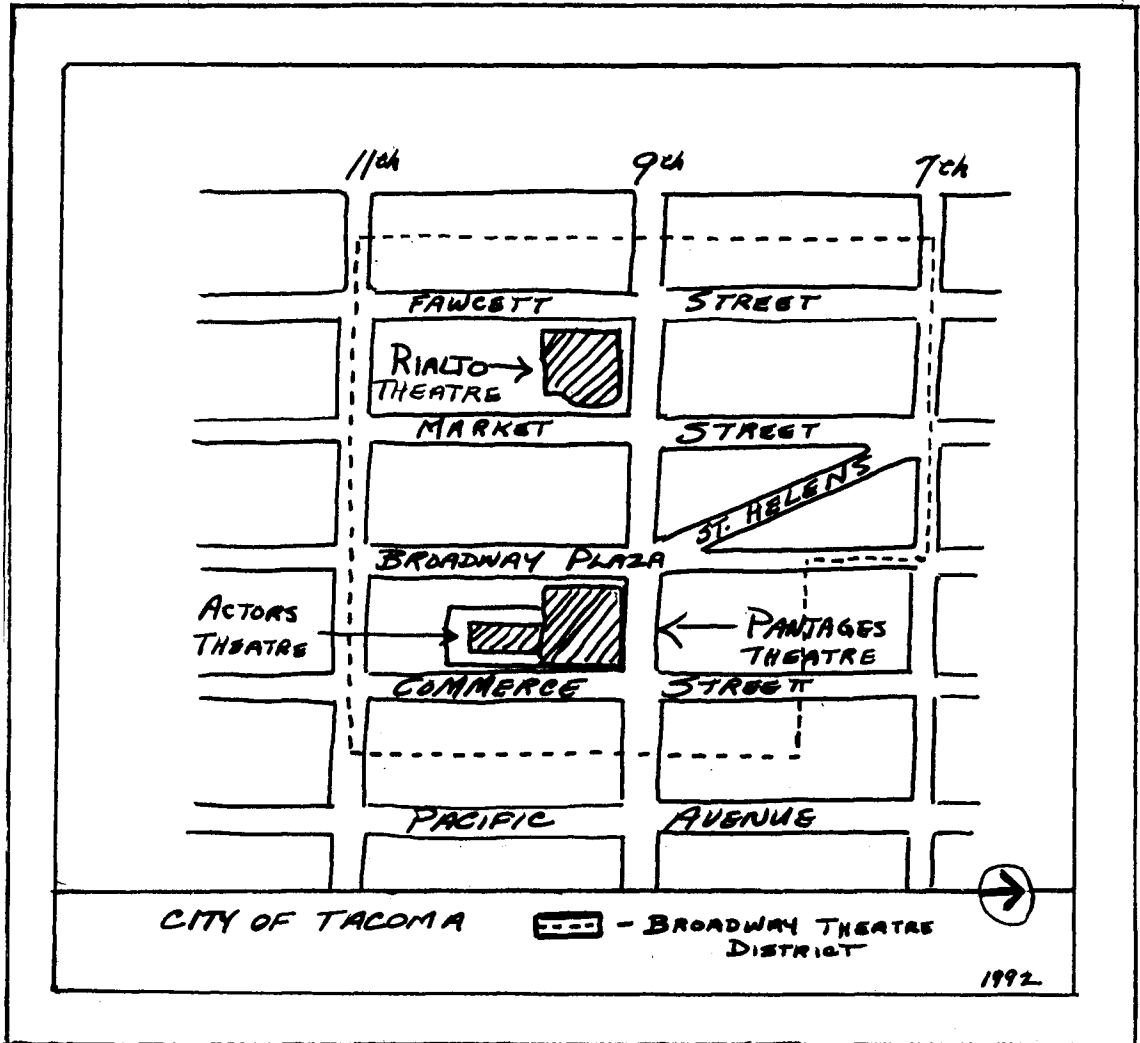 11th 9th 7th
FAWCETT STREET
RIALTO
THEATRE
MARKET STREET
ST. HELENS
BROADWAY PLAZA
ACTORS
THEATRE
PANTAGES
THEATRE
COMMERCE STREET
PACIFIC AVENUE
CITY OF TACOMA - BROADWAY THEATRE
DISTRICT
1992